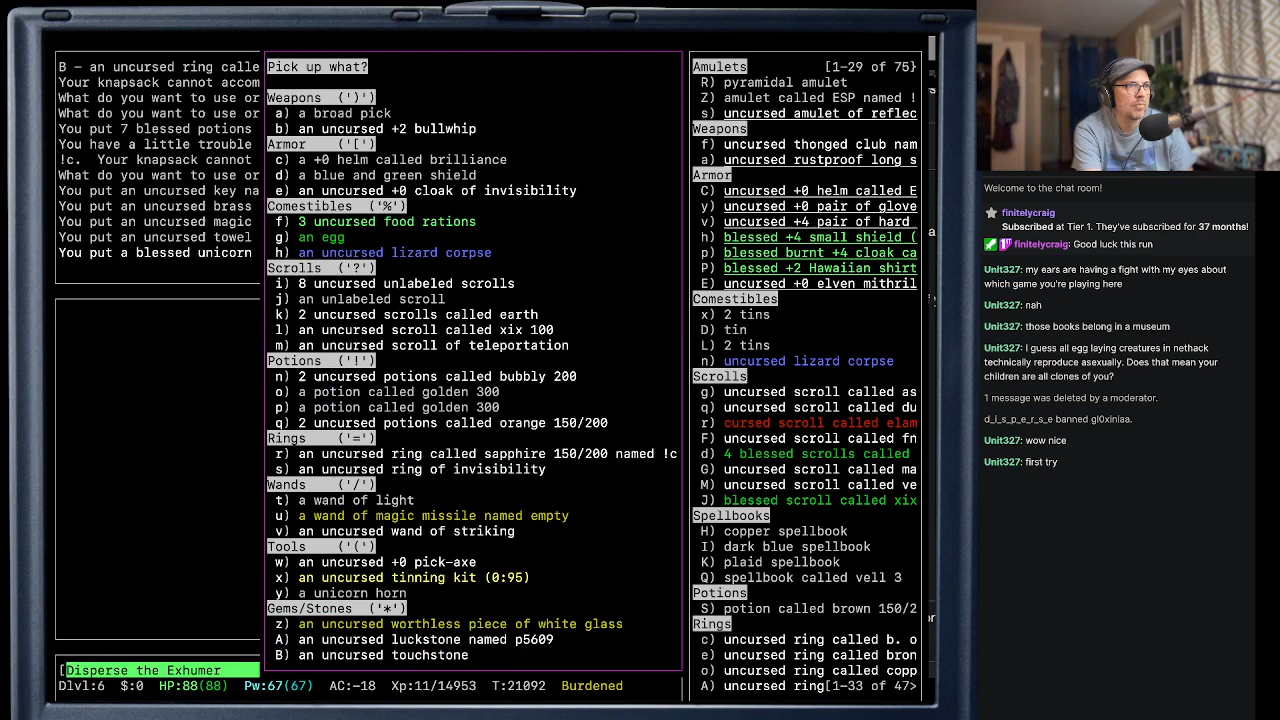 B - an uncursed ring calle
Your knapsack cannot accom
What do you want to use or
What do you want to use or
You put 7 blessed potions
You have a little trouble
!c.  Your knapsack cannot
What do you want to use or
You put an uncursed key na
You put an uncursed brass
You put an uncursed magic
You put an uncursed towel
You put a blessed unicorn
[Disperse the Exhumer
Dlvl:6 $:0 HP:88(88) Pw:67(67) AC:-18 Xp:11/14953 T:21092 Burdened
Pick up what?
Weapons (')')
a) a broad pick
b) an uncursed +2 bullwhip
Armor ('[')
c) a +0 helm called brilliance
d) a blue and green shield
e) an uncursed +0 cloak of invisibility
Comestibles ('%')
f) 3 uncursed food rations
g) an egg
h) an uncursed lizard corpse
Scrolls ('?')
i) 8 uncursed unlabeled scrolls
j) an unlabeled scroll
k) 2 uncursed scrolls called earth
l) an uncursed scroll called xix 100
m) an uncursed scroll of teleportation
Potions ('!')
n) 2 uncursed potions called bubbly 200
o) a potion called golden 300
p) a potion called golden 300
q) 2 uncursed potions called orange 150/200
Rings ('=')
r) an uncursed ring called sapphire 150/200 named !c
s) an uncursed ring of invisibility
Wands ('/')
t) a wand of light
u) a wand of magic missile named empty
v) an uncursed wand of striking
Tools ('(')
w) an uncursed +0 pick-axe
x) an uncursed tinning kit (0:95)
y) a unicorn horn
Gems/Stones ('*')
z) an uncursed worthless piece of white glass
A) an uncursed luckstone named p5609
B) an uncursed touchstone
Amulets [1-29 of 75}
R) pyramidal amulet
Z) amulet called ESP named !
s) uncursed amulet of reflec
Weapons
f) uncursed thonged club nam
a) uncursed rustproof long s
Armor
C) uncursed +0 helm called E
y) uncursed +0 pair of glove
v) uncursed +4 pair of hard
h) blessed +4 small shield (
p) blessed burnt +4 cloak ca
P) blessed +2 Hawaiian shirt
E) uncursed +0 elven mithril
Comestibles
x) 2 tins
D) tin
L) 2 tins
n) uncursed lizard corpse
Scrolls
g) uncursed scroll called as
q) uncursed scroll called du
r) cursed scroll called elam
F) uncursed scroll called fn
d) 4 blessed scrolls called
G) uncursed scroll called ma
M) uncursed scroll called ve
J) blessed scroll called xix
Spellbooks
H) copper spellbook
I) dark blue spellbook
K) plaid spellbook
Q) spellbook called vell 3
Potions
S) potion called brown 150/2
Rings
c) uncursed ring called b. o
e) uncursed ring called bron
o) uncursed ring called copp
A) uncursed ring[1-33 of 47>
Welcome to the chat room!
finitelycraig
Subscribed at Tier 1. They've subscribed for 37 months!
finitelycraig: Good luck this run
Unit327: my ears are having a fight with my eyes about
which game you're playing here
Unit327: nah
Unit327: those books belong in a museum
Unit327: I guess all egg laying creatures in nethack
technically reproduce asexually. Does that mean your
children are all clones of you?
1 message was deleted by a moderator.
d_i_s_p_e_r_s_e banned gl0xiniaa.
Unit327: wow nice
Unit327: first try